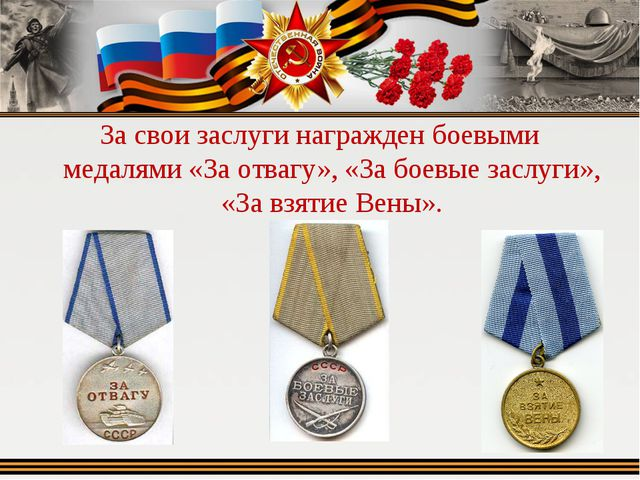 ОТЕЧЕСТВЕННАЯ ВОЙНА
За свои заслуги награжден боевыми
медалями «За отвагу», «За боевые заслуги»,
«За взятие Вены».
ЗА
ОТВАГУ
СССР
СССР
ЗА
БОЕВЫЕ
ЗАСЛУГИ
ЗА
ВЗЯТИЕ
ВЕНЫ